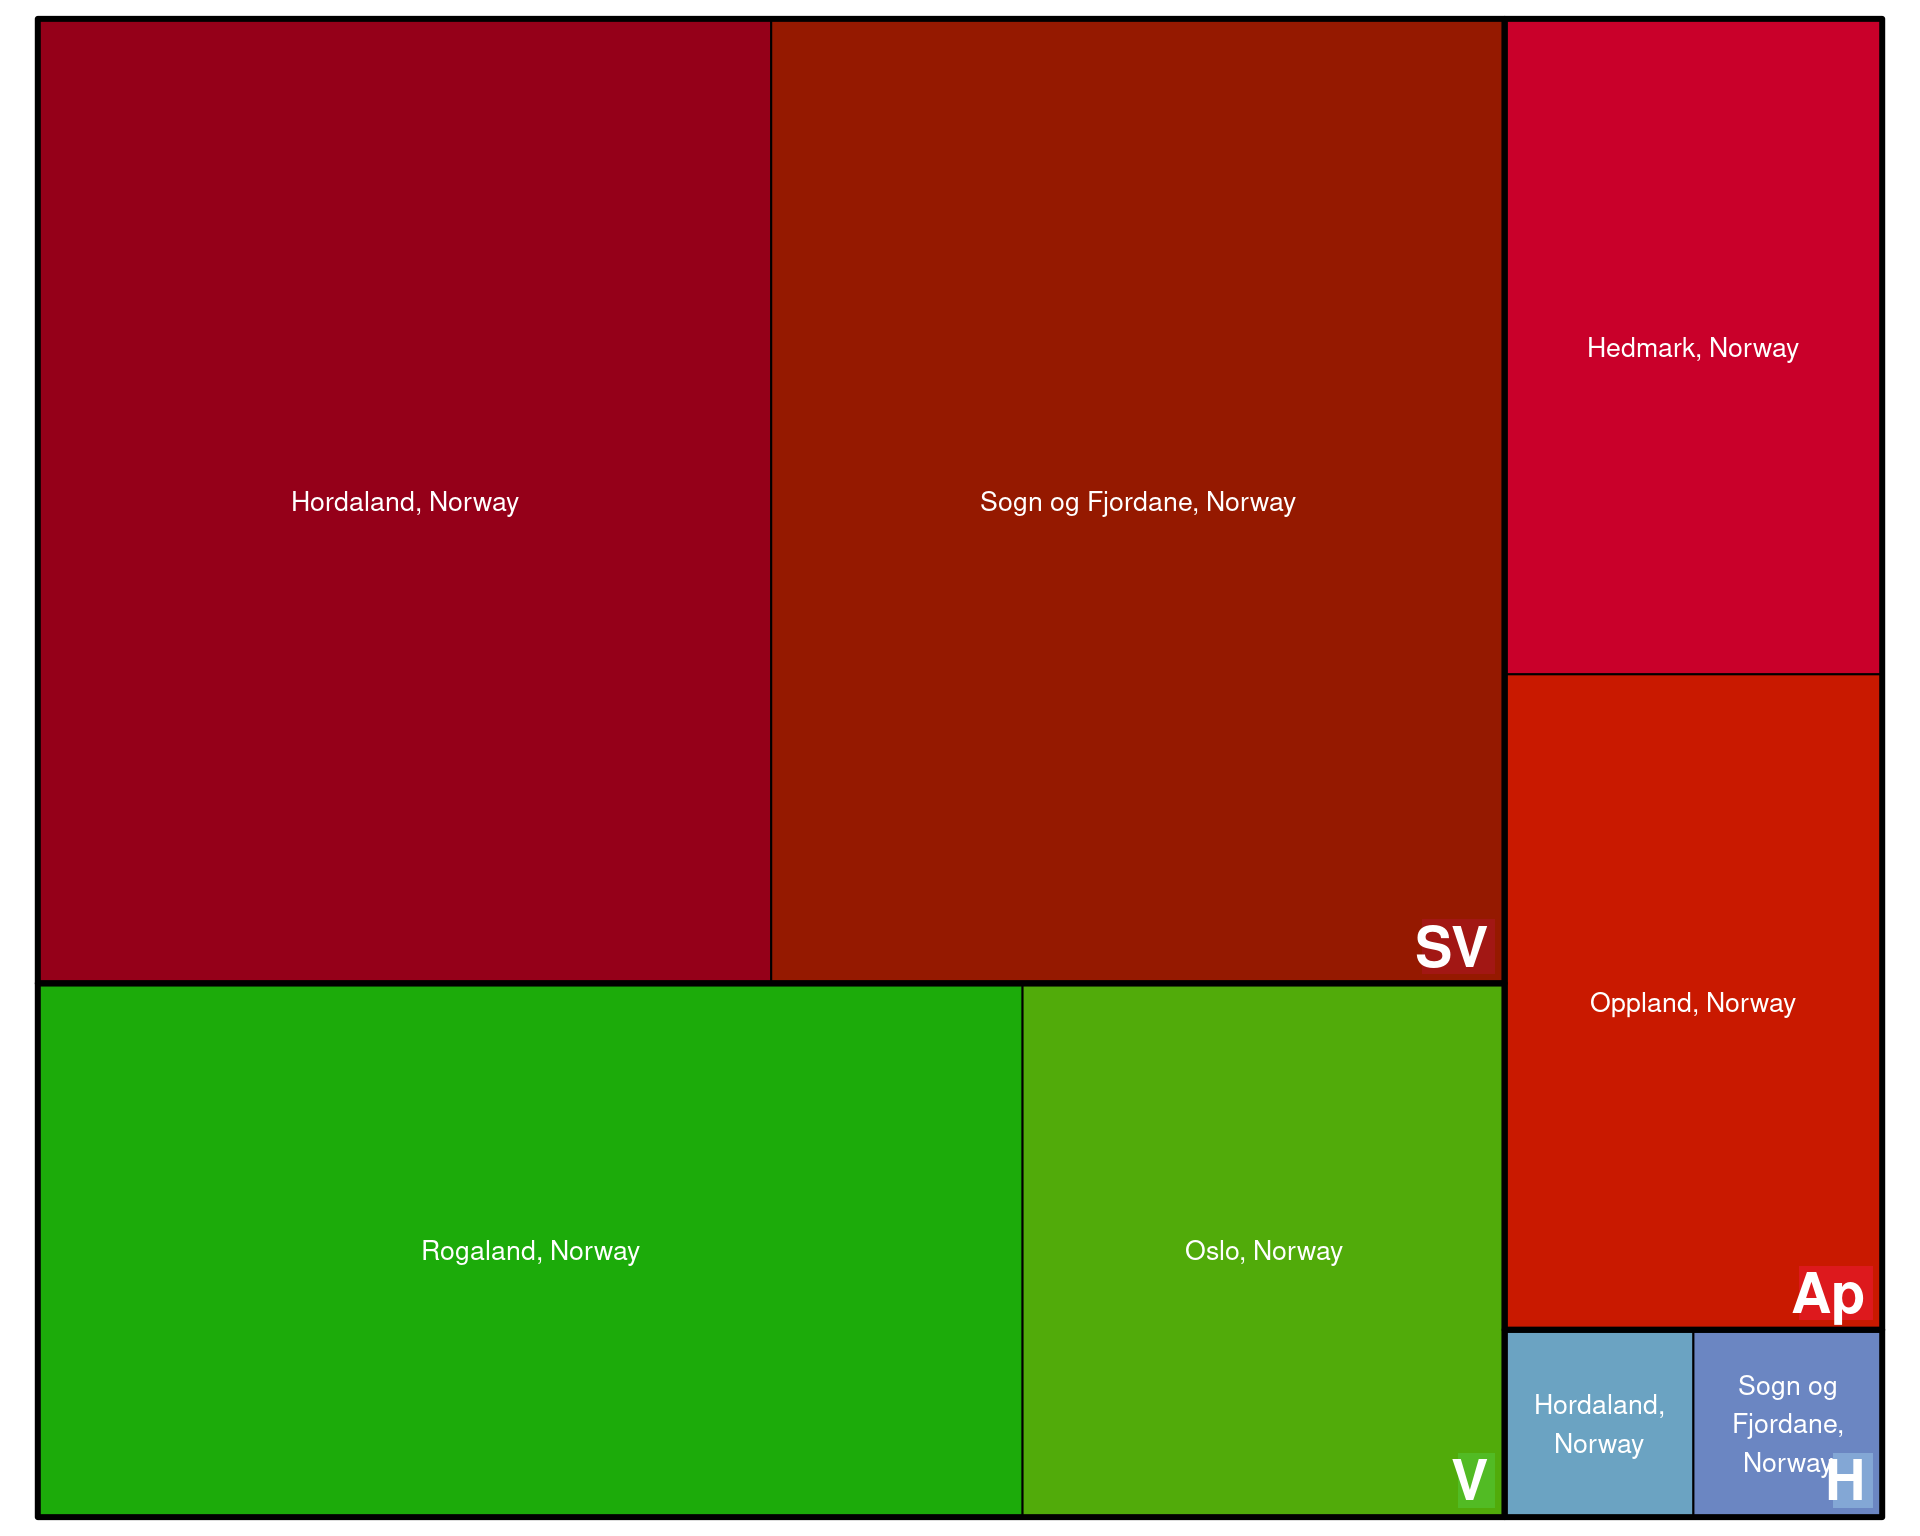 Hordaland, Norway
Sogn og Fjordane, Norway
SV
Hedmark, Norway
Oppland, Norway
Ap
Rogaland, Norway
Oslo, Norway
V
Hordaland,
Norway
Sogn og
Fjordane,
Norway
H